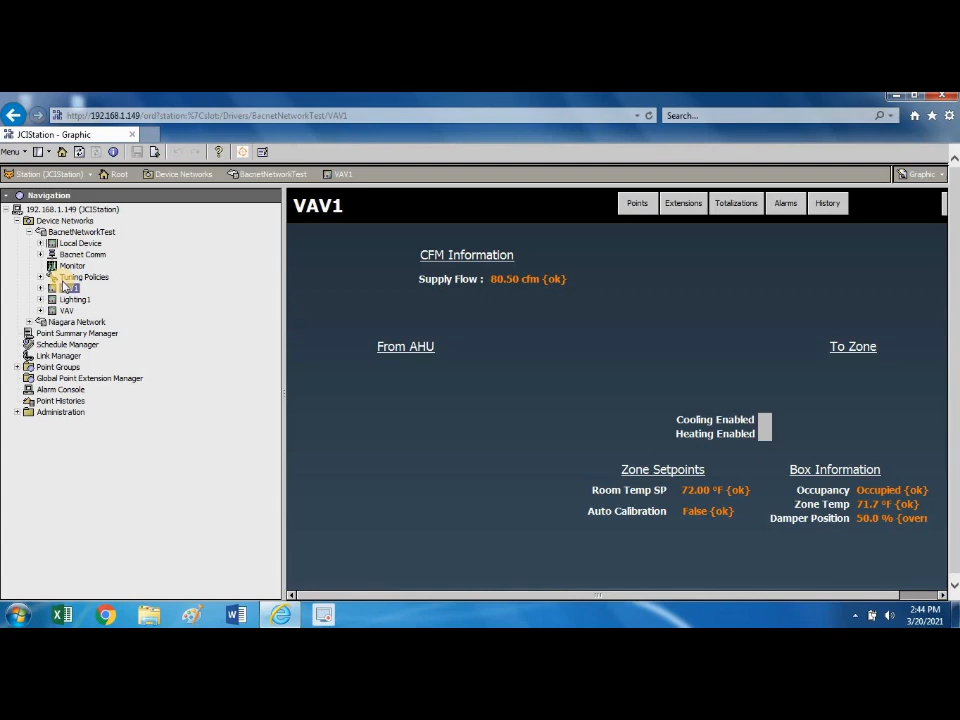 http://192.168.1.149/ord?station:%7Cslot:/Drivers/BacnetNetworkTest/VAV1
Search...
JCIStation - Graphic
Menu
Station (JCIStation)
Root
Device Networks
BacnetNetworkTest
VAV1
Graphic
Navigation
192.168.1.149 (JCIStation)
Device Networks
BacnetNetworkTest
Local Device
Bacnet Comm
Monitor
Tuning Policies
Lighting1
VAV
Niagara Network
Point Summary Manager
Schedule Manager
Link Manager
Point Groups
Global Point Extension Manager
Alarm Console
Point Histories
Administration
VAV1
Points
Extensions
Totalizations
Alarms
History
CFM Information
Supply Flow : 80.50 cfm {ok}
From AHU
To Zone
Cooling Enabled
Heating Enabled
Zone Setpoints
Room Temp SP 72.00 ºF {ok}
Auto Calibration False {ok}
Box Information
Occupancy Occupied {ok}
Zone Temp 71.7 ºF {ok}
Damper Position 50.0 % {overr
2:44 PM
3/20/2021